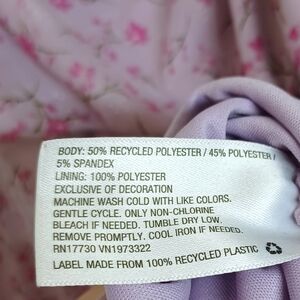 BODY: 50% RECYCLED POLYESTER / 45% POLYESTER /
5% SPANDEX
LINING: 100% POLYESTER
EXCLUSIVE OF DECORATION
MACHINE WASH COLD WITH LIKE COLORS.
GENTLE CYCLE. ONLY NON-CHLORINE
BLEACH IF NEEDED. TUMBLE DRY LOW.
REMOVE PROMPTLY. COOL IRON IF NEEDED.
RN17730 VN1973322
LABEL MADE FROM 100% RECYCLED PLASTIC